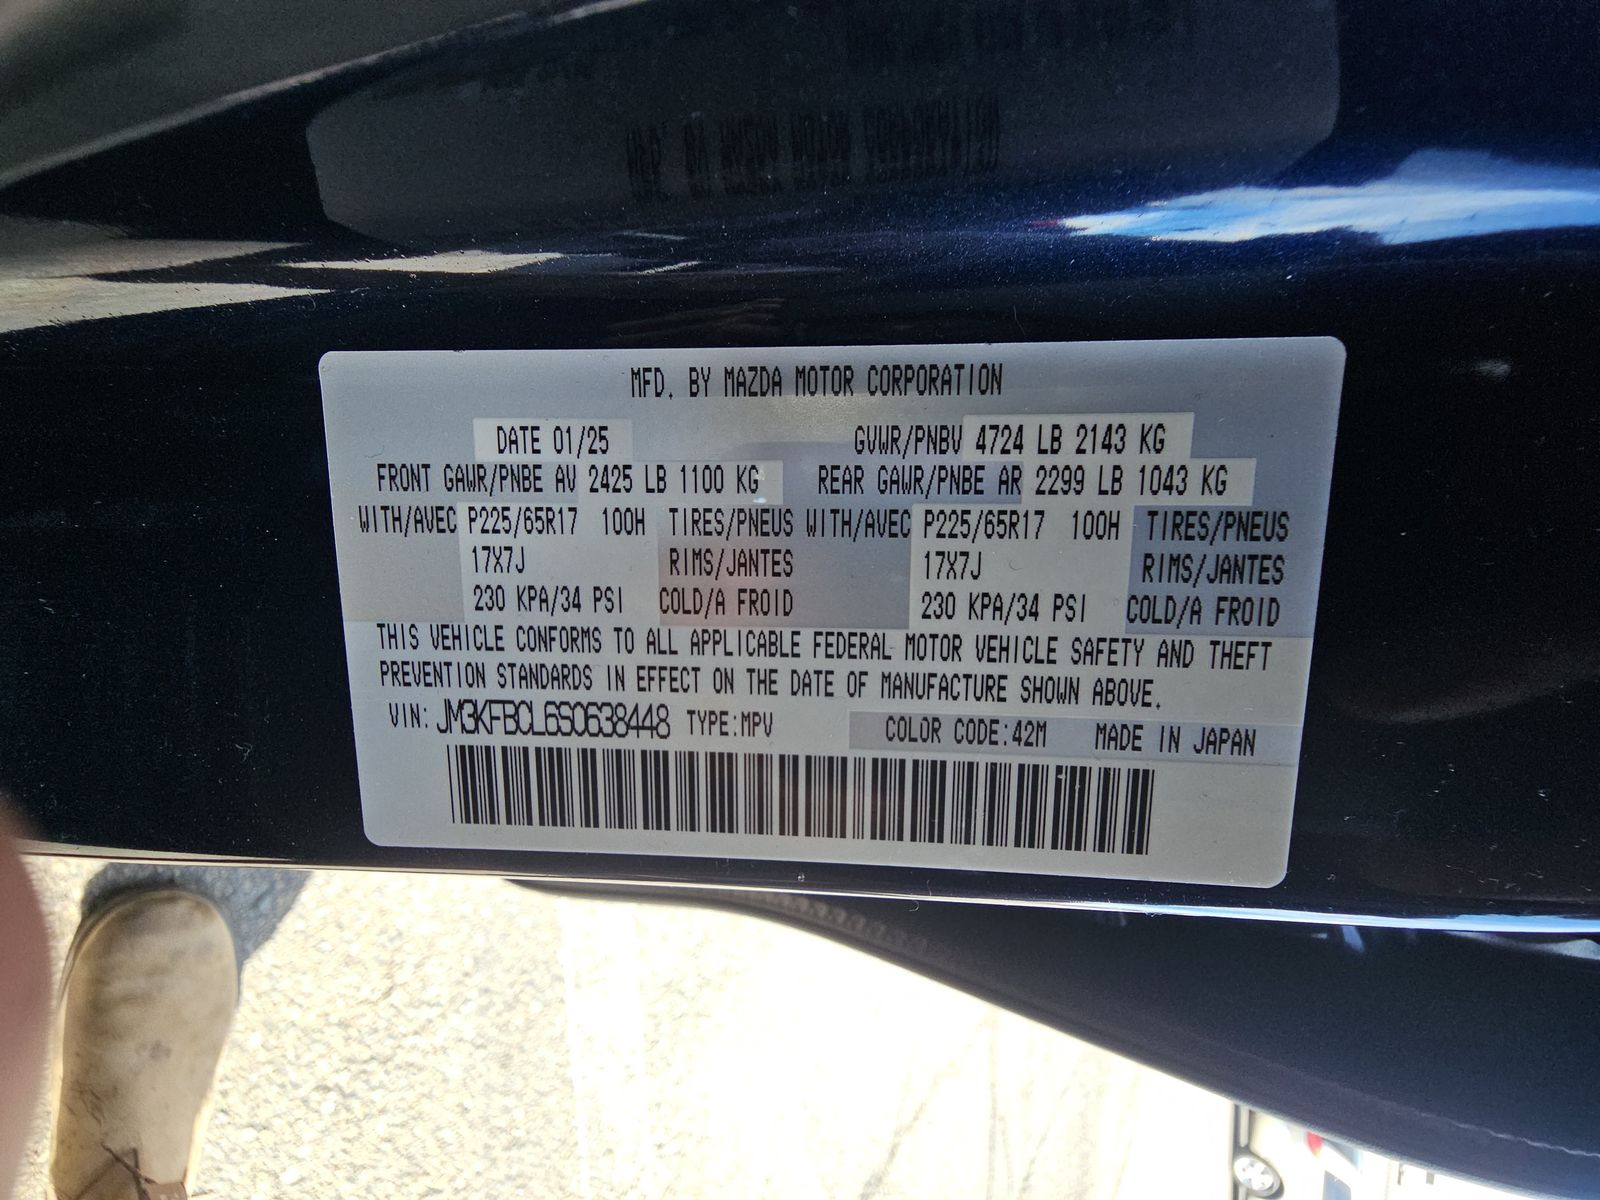 MFD. BY MAZDA MOTOR CORPORATION
DATE 01/25 GVWR/PNBV 4724 LB 2143 KG
FRONT GAWR/PNBE AV 2425 LB 1100 KG REAR GAWR/PNBE AR 2299 LB 1043 KG
WITH/AVEC P225/65R17 100H TIRES/PNEUS WITH/AVEC P225/65R17 100H TIRES/PNEUS
17X7J RIMS/JANTES 17X7J RIMS/JANTES
230 KPA/34 PSI COLD/A FROID 230 KPA/34 PSI COLD/A FROID
THIS VEHICLE CONFORMS TO ALL APPLICABLE FEDERAL MOTOR VEHICLE SAFETY AND THEFT
PREVENTION STANDARDS IN EFFECT ON THE DATE OF MANUFACTURE SHOWN ABOVE.
VIN: JM3KFBCL6S0638448 TYPE:MPV COLOR CODE:42M MADE IN JAPAN